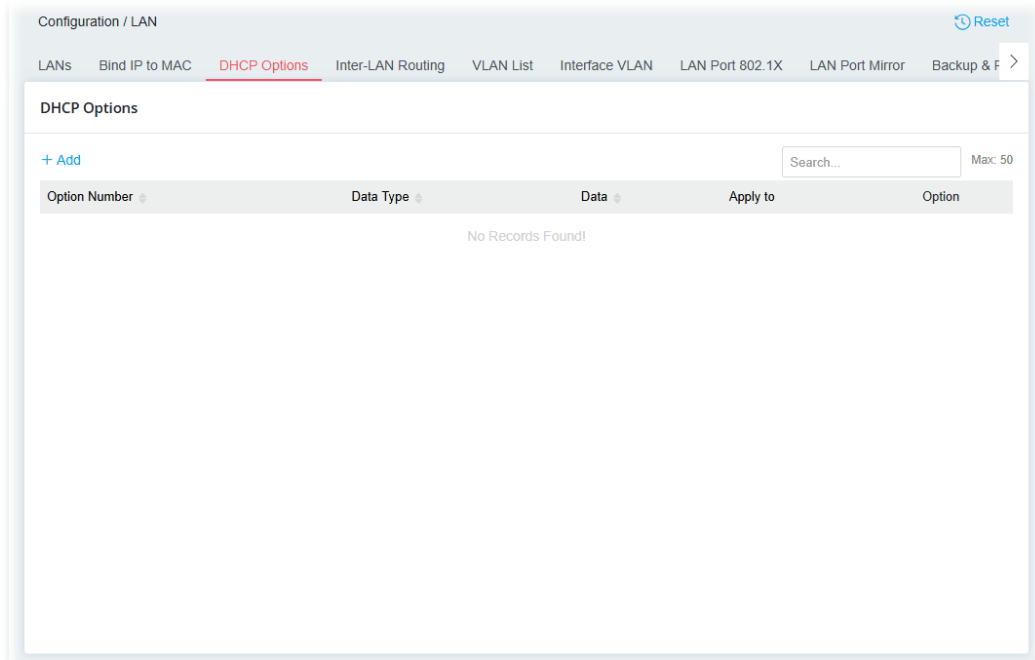 Configuration / LAN Reset
LANs Bind IP to MAC DHCP Options Inter-LAN Routing VLAN List Interface VLAN LAN Port 802.1X LAN Port Mirror Backup &
DHCP Options
+ Add Search... Max: 50
Option Number Data Type Data Apply to Option
No Records Found!